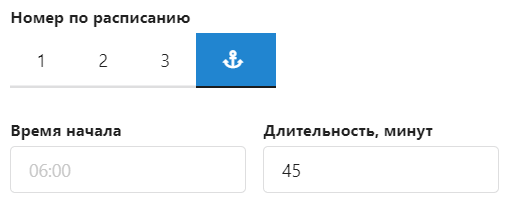 Номер по расписанию
1 2 3
Время начала Длительность, минут
06:00 45